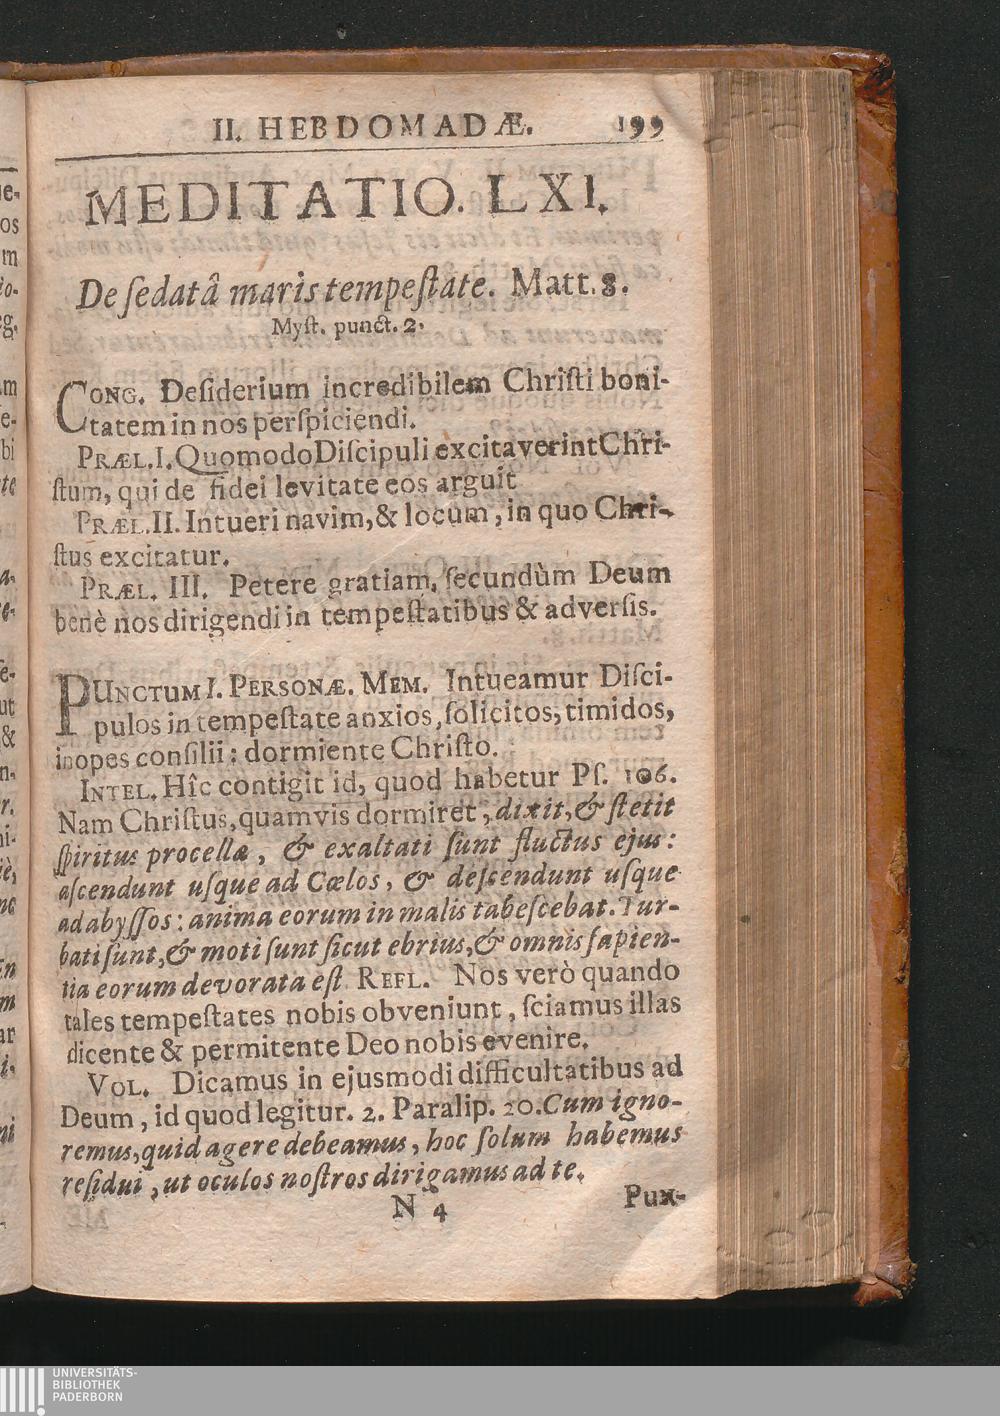 II. HEBDOMADÆ. 199
MEDITATIO. LXI.
De ſedatâ maris tempeſtate. Matt. 8.
Myſt. punct. 2.
CONG. Deſiderium incredibilem Chriſti boni-
tatem in nos perſpiciendi.
PRÆL. I. Quomodo Diſcipuli excitaverint Chri-
ſtum, qui de fidei levitate eos arguit
PRÆL. II. Intueri navim, & locum, in quo Chri-
ſtus excitatur.
PRÆL. III. Petere gratiam, ſecundùm Deum
benè nos dirigendi in tempeſtatibus & adverſis.
PUNCTUM I. PERSONÆ. MEM. Intueamur Diſci-
pulos in tempeſtate anxios, ſolicitos, timidos,
inopes conſilii: dormiente Chriſto.
INTEL. Hîc contigit id, quod habetur Pſ. 106.
Nam Chriſtus, quamvis dormiret, dixit, & ſtetit
ſpiritus procellæ, & exaltati ſunt fluctus ejus:
aſcendunt uſque ad Cœlos, & deſcendunt uſque
ad abyſſos: anima eorum in malis tabeſcebat. Tur-
bati ſunt, & moti ſunt ſicut ebrius, & omnis ſapien-
tia eorum devorata eſt REFL. Nos verò quando
tales tempeſtates nobis obveniunt, ſciamus illas
dicente & permitente Deo nobis evenire.
VOL. Dicamus in ejusmodi difficultatibus ad
Deum, id quod legitur. 2. Paralip. 20. Cum igno-
remus, quid agere debeamus, hoc ſolum habemus
reſidui, ut oculos noſtros dirigamus ad te.
N 4 Pun-
UNIVERSITÄTS-
BIBLIOTHEK
PADERBORN